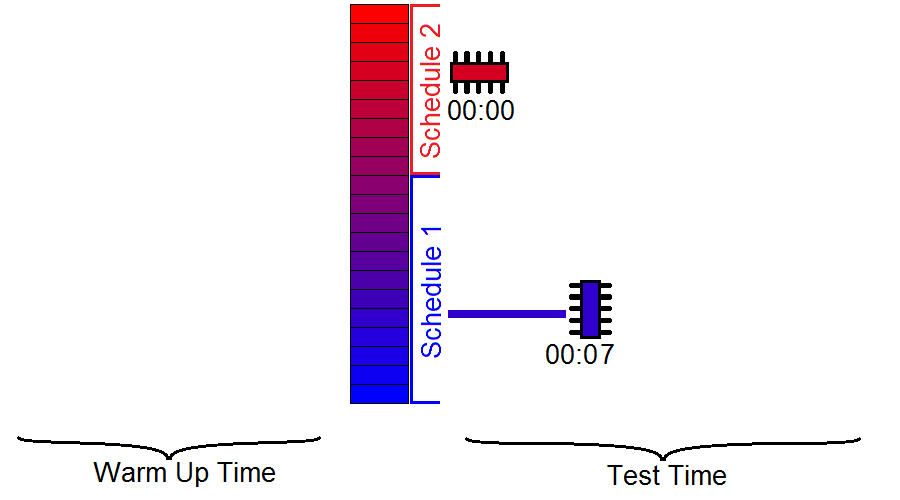 Schedule 2
00:00
Schedule 1
00:07
Warm Up Time
Test Time